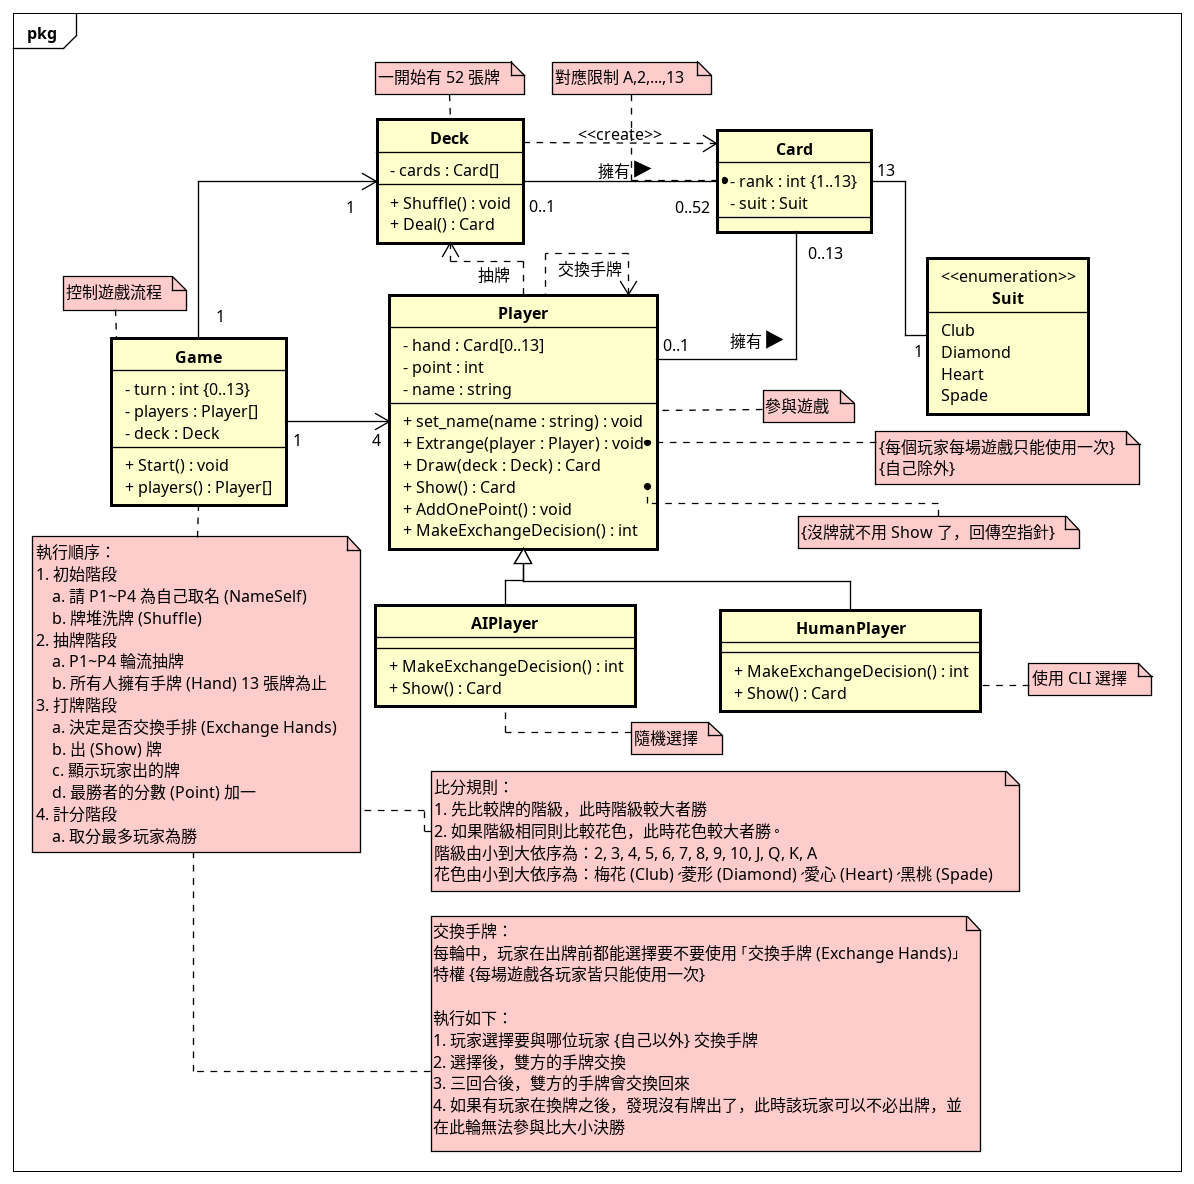 pkg
一開始有 52 張牌
對應限制 A,2,...,13
Deck
- cards : Card[]
+ Shuffle() : void
+ Deal() : Card
<<create>>
擁有
0..1
0..52
Card
- rank : int {1..13}
- suit : Suit
13
1
0..13
<<enumeration>>
Suit
Club
Diamond
Heart
Spade
1
抽牌
交換手牌
控制遊戲流程
1
Game
- turn : int {0..13}
- players : Player[]
- deck : Deck
+ Start() : void
+ players() : Player[]
1
4
Player
- hand : Card[0..13]
- point : int
- name : string
+ set_name(name : string) : void
+ Extrange(player : Player) : void
+ Draw(deck : Deck) : Card
+ Show() : Card
+ AddOnePoint() : void
+ MakeExchangeDecision() : int
0..1
擁有
參與遊戲
{每個玩家每場遊戲只能使用一次}
{自己除外}
{沒牌就不用 Show 了，回傳空指針}
執行順序：
1. 初始階段
a. 請 P1~P4 為自己取名 (NameSelf)
b. 牌堆洗牌 (Shuffle)
2. 抽牌階段
a. P1~P4 輪流抽牌
b. 所有人擁有手牌 (Hand) 13 張牌為止
3. 打牌階段
a. 決定是否交換手排 (Exchange Hands)
b. 出 (Show) 牌
c. 顯示玩家出的牌
d. 最勝者的分數 (Point) 加一
4. 計分階段
a. 取分最多玩家為勝
AIPlayer
+ MakeExchangeDecision() : int
+ Show() : Card
HumanPlayer
+ MakeExchangeDecision() : int
+ Show() : Card
使用 CLI 選擇
隨機選擇
比分規則：
1. 先比較牌的階級，此時階級較大者勝
2. 如果階級相同則比較花色，此時花色較大者勝。
階級由小到大依序為：2, 3, 4, 5, 6, 7, 8, 9, 10, J, Q, K, A
花色由小到大依序為：梅花 (Club)、菱形 (Diamond)、愛心 (Heart)、黑桃 (Spade)
交換手牌：
每輪中，玩家在出牌前都能選擇要不要使用「交換手牌 (Exchange Hands)」
特權 {每場遊戲各玩家皆只能使用一次}
執行如下：
1. 玩家選擇要與哪位玩家 {自己以外} 交換手牌
2. 選擇後，雙方的手牌交換
3. 三回合後，雙方的手牌會交換回來
4. 如果有玩家在換牌之後，發現沒有牌出了，此時該玩家可以不必出牌，並
在此輪無法參與比大小決勝